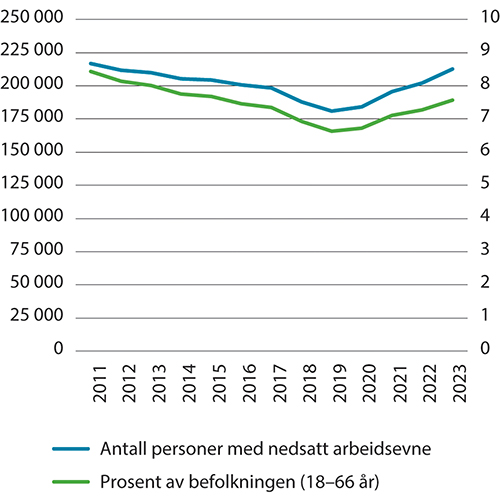 250 000 10
225 000 9
200 000 8
175 000 7
150 000 6
125 000 5
100 000 4
75 000 3
50 000 2
25 000 1
0 0
2011 2012 2013 2014 2015 2016 2017 2018 2019 2020 2021 2022 2023
Antall personer med nedsatt arbeidsevne
Prosent av befolkningen (18–66 år)